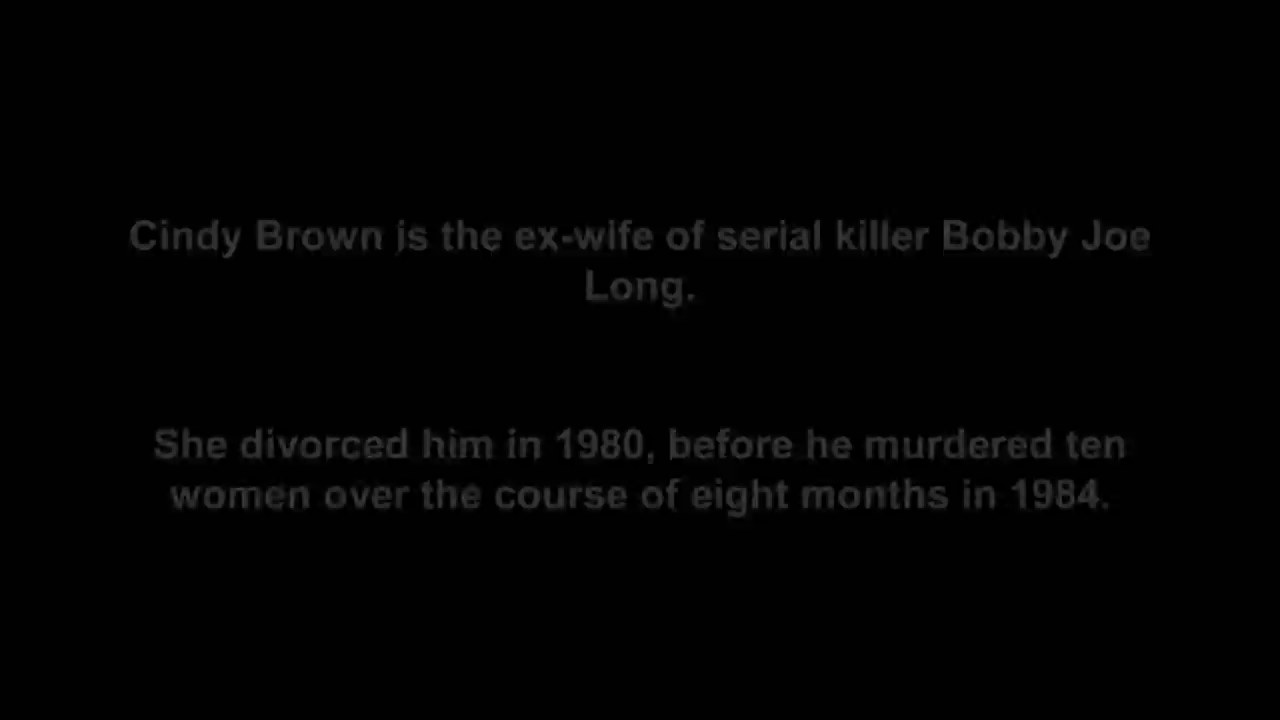 Cindy Brown is the ex-wife of serial killer Bobby Joe
Long.
She divorced him in 1980, before he murdered ten
women over the course of eight months in 1984.